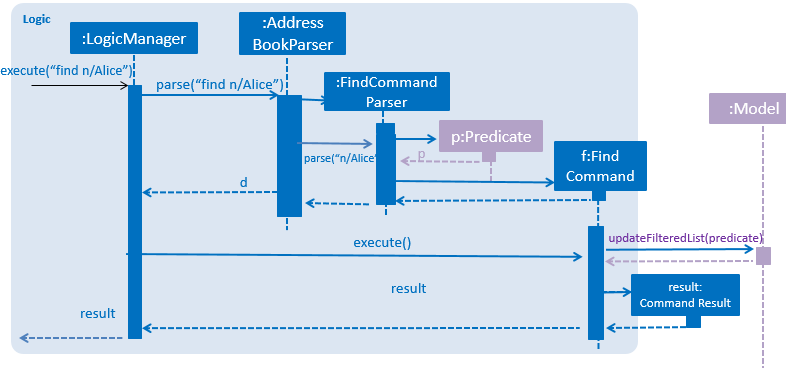 Logic
:LogicManager
:Address
BookParser
execute(“find n/Alice”)
parse(“find n/Alice”)
:FindCommand
Parser
:Model
p:Predicate
parse(“n/Alice”
p
f:Find
Command
d
execute()
updateFilteredList(predicate)
result
result:
Command Result
result